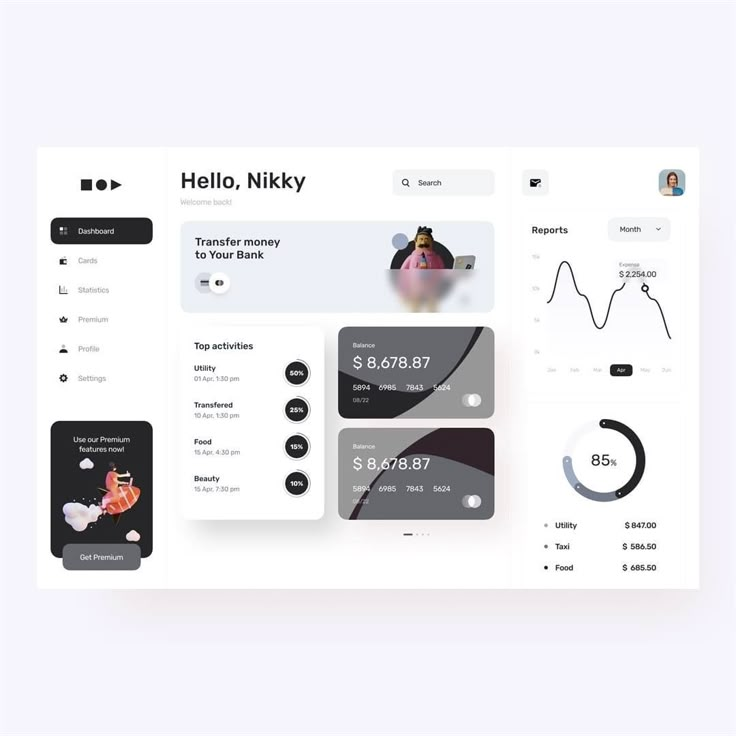 Hello, Nikky
Welcome back!
Search
Dashboard
Cards
Statistics
Premium
Profile
Settings
Use our Premium
features now!
Get Premium
Transfer money
to Your Bank
Top activities
Utility
01 Apr, 1:30 pm
50%
Transfered
10 Apr, 1:30 pm
25%
Food
15 Apr, 4:30 pm
15%
Beauty
15 Apr, 7:30 pm
10%
Balance
$ 8,678.87
5894 6985 7843 5624
08/22
Balance
$ 8,678.87
5894 6985 7843 5624
08/22
Reports
Month
Expense
$ 2,254.00
15k
10k
5k
0k
Jan Feb Mar Apr May Jun
85%
Utility $ 847.00
Taxi $ 586.50
Food $ 685.50